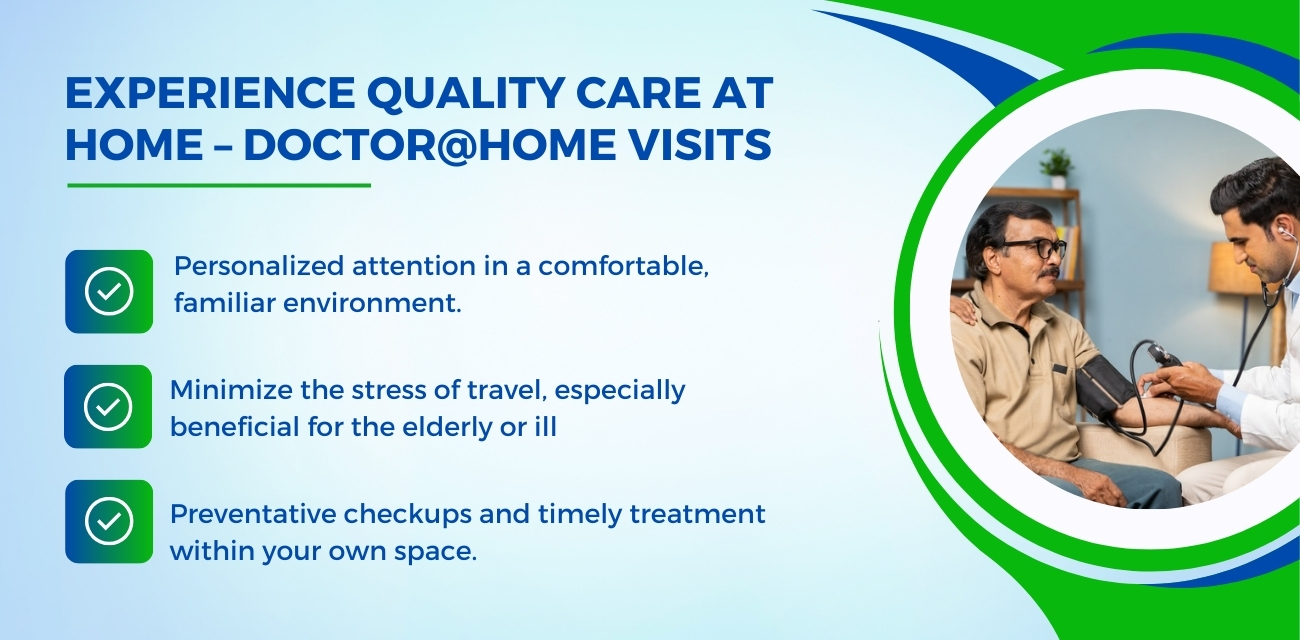 EXPERIENCE QUALITY CARE AT
HOME – DOCTOR@HOME VISITS
Personalized attention in a comfortable,
familiar environment.
Minimize the stress of travel, especially
beneficial for the elderly or ill
Preventative checkups and timely treatment
within your own space.